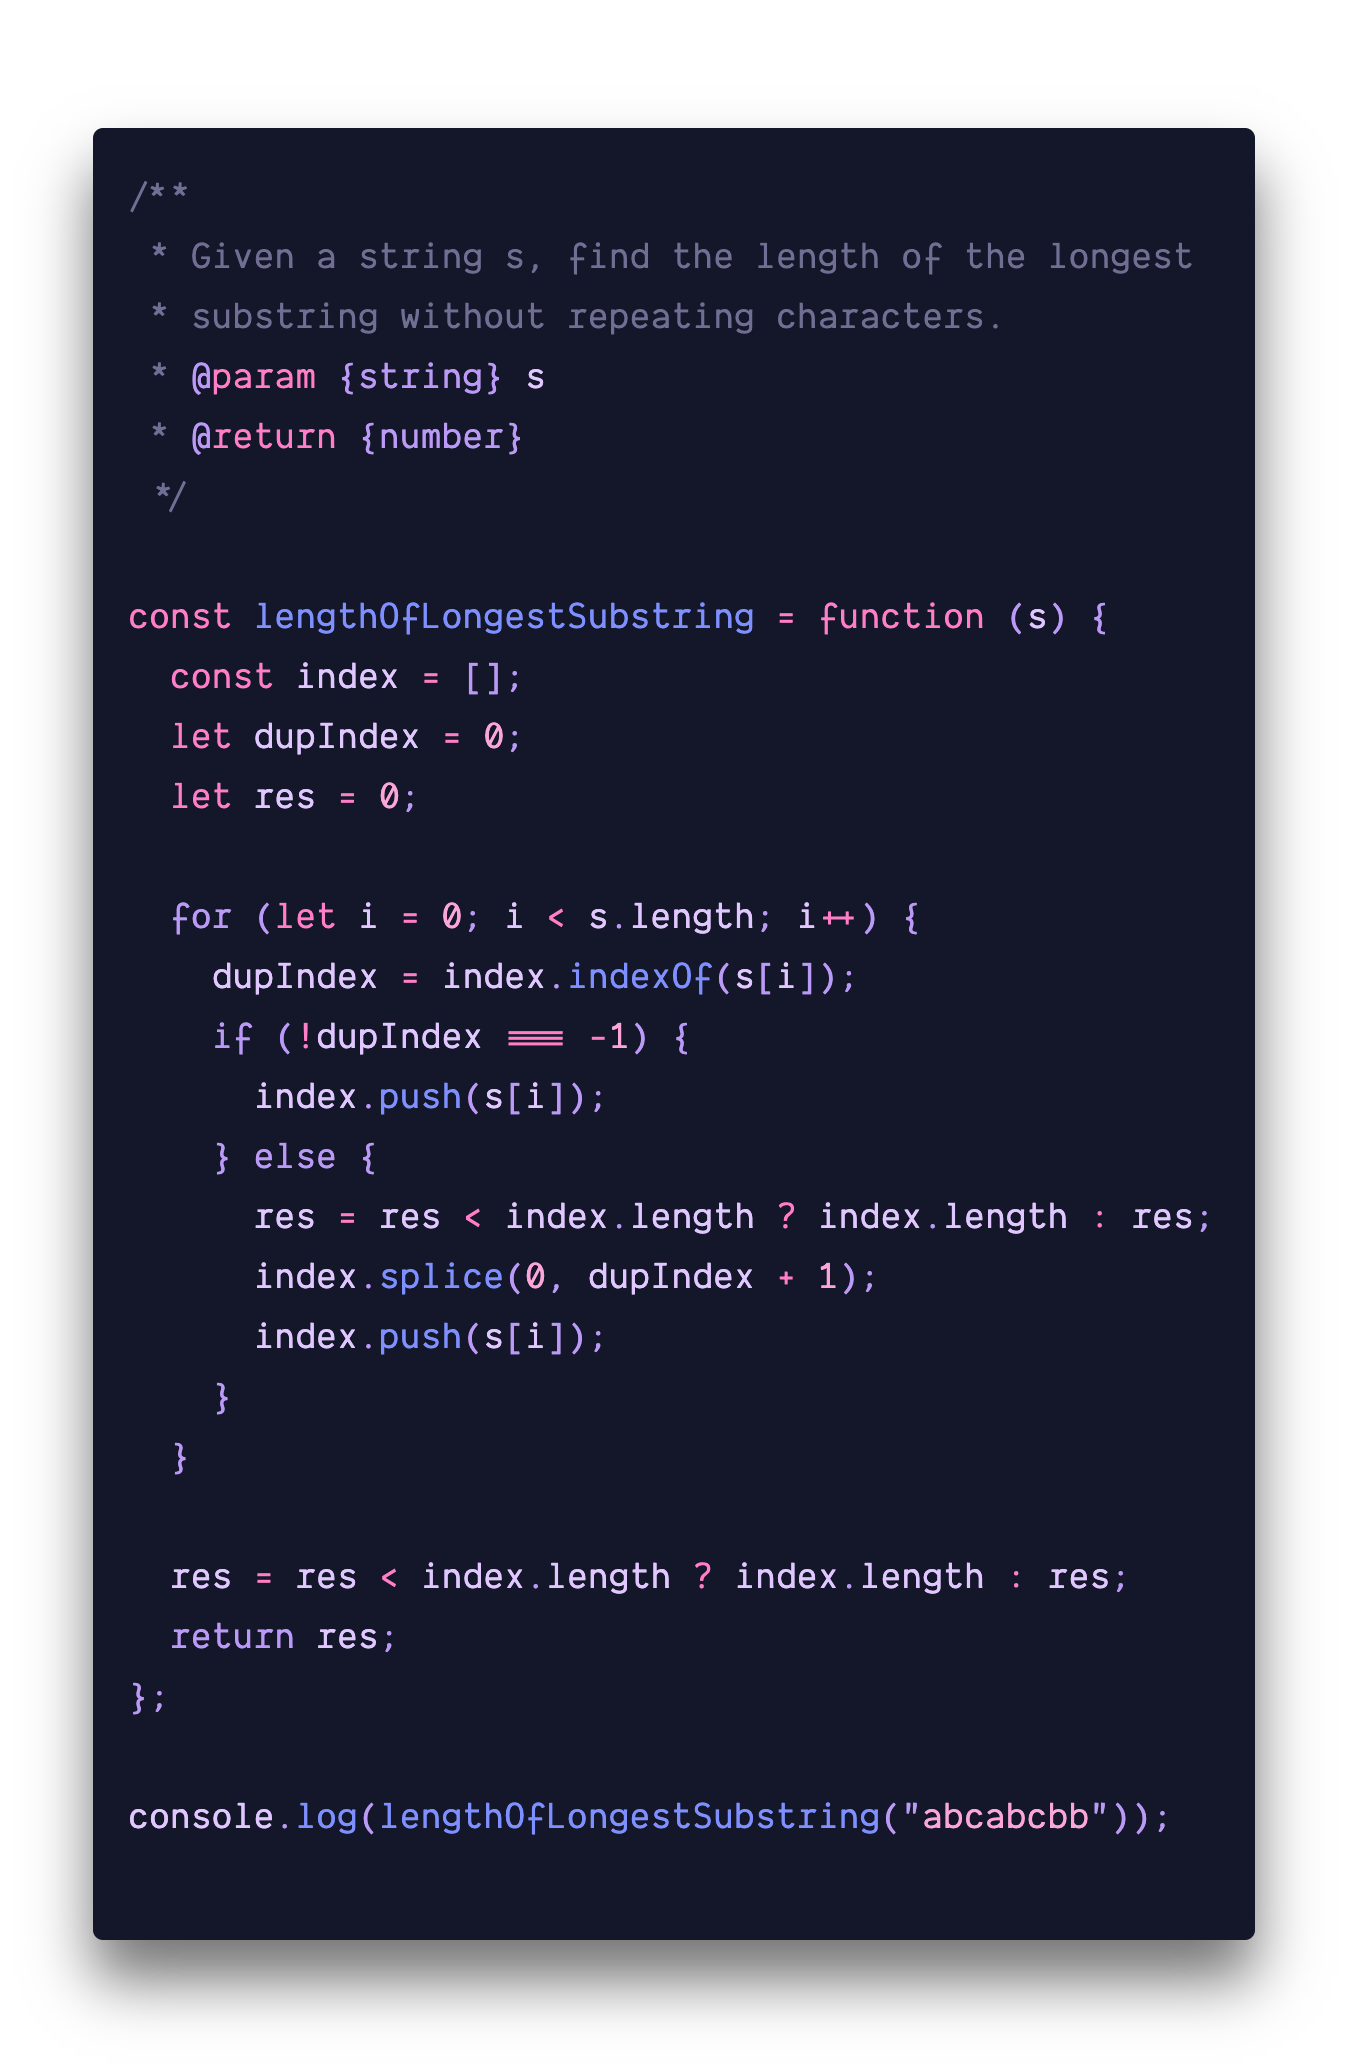 /**
 * Given a string s, find the length of the longest
 * substring without repeating characters.
 * @param {string} s
 * @return {number}
 */
const lengthOfLongestSubstring = function (s) {
  const index = [];
  let dupIndex = 0;
  let res = 0;
  for (let i = 0; i < s.length; i++) {
    dupIndex = index.indexOf(s[i]);
    if (!dupIndex === -1) {
      index.push(s[i]);
    } else {
      res = res < index.length ? index.length : res;
      index.splice(0, dupIndex + 1);
      index.push(s[i]);
    }
  }
  res = res < index.length ? index.length : res;
  return res;
};
console.log(lengthOfLongestSubstring("abcabcbb"));